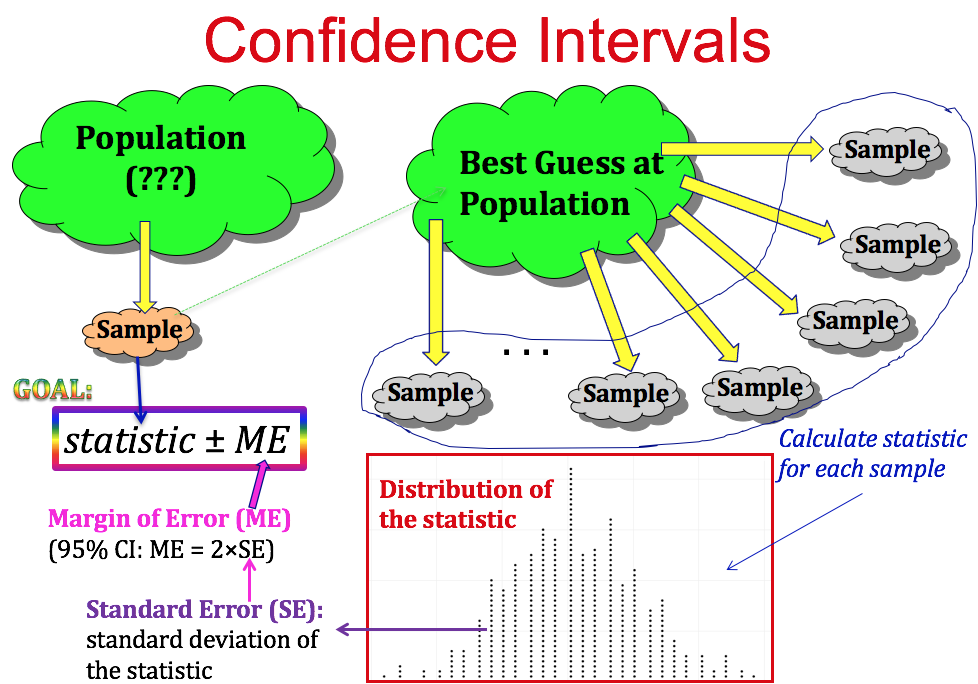 Confidence Intervals
Population
(???)
Best Guess at
Population
Sample
Sample
Sample
Sample
. . .
Sample
Sample
Sample
GOAL:
statistic ± ME
Calculate statistic
for each sample
Distribution of
the statistic
Margin of Error (ME)
(95% CI: ME = 2×SE)
Standard Error (SE):
standard deviation of
the statistic